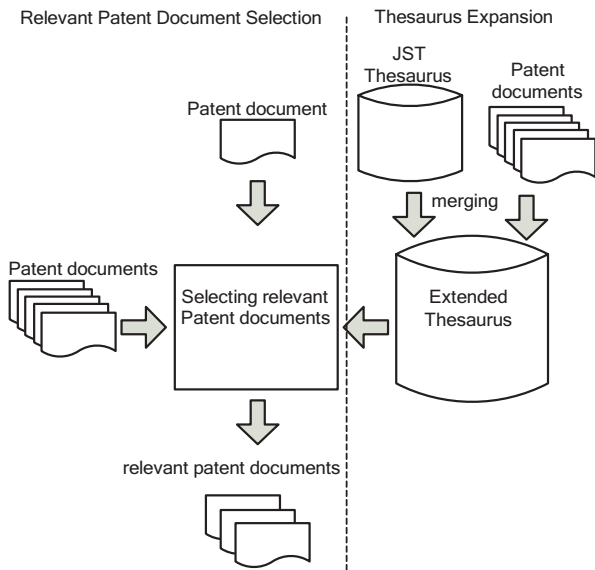 Relevant Patent Document Selection
Thesaurus Expansion
JST
Thesaurus
Patent
documents
Patent document
merging
Patent documents
Selecting relevant
Patent documents
Extended
Thesaurus
relevant patent documents